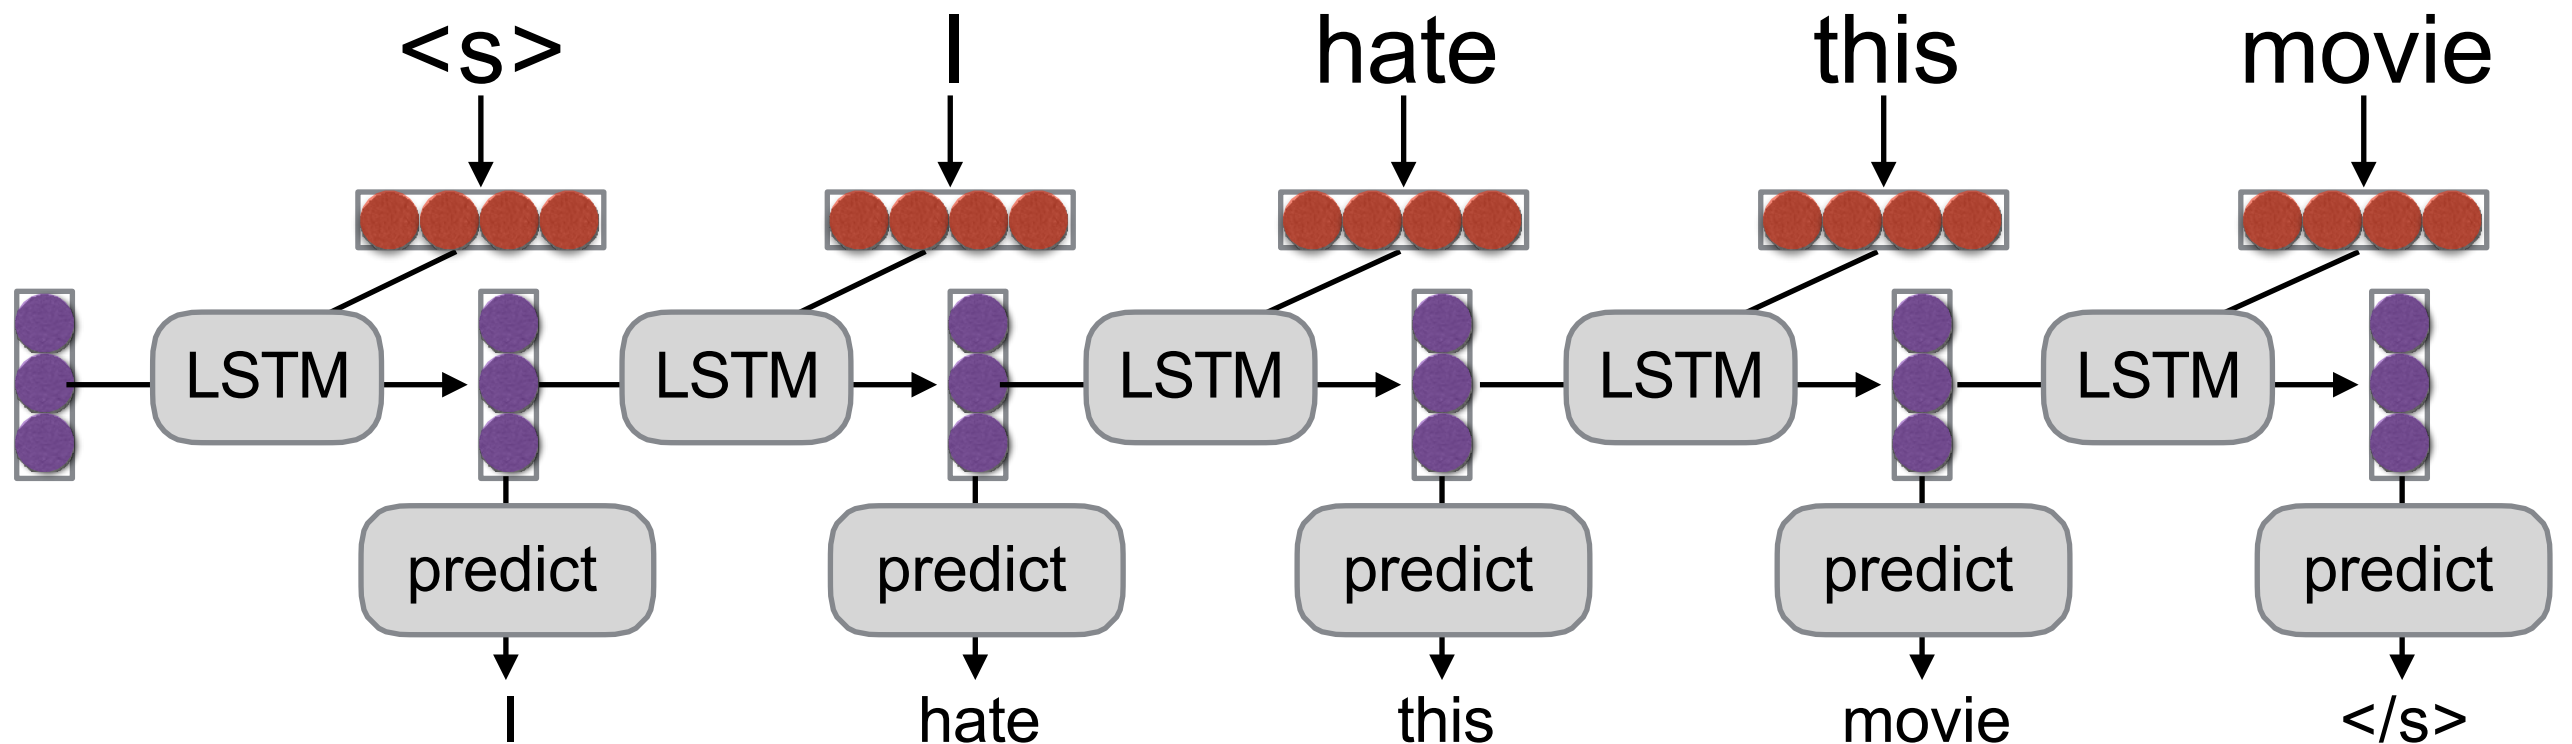 <s> I hate this movie
LSTM LSTM LSTM LSTM LSTM
predict predict predict predict predict
I hate this movie </s>